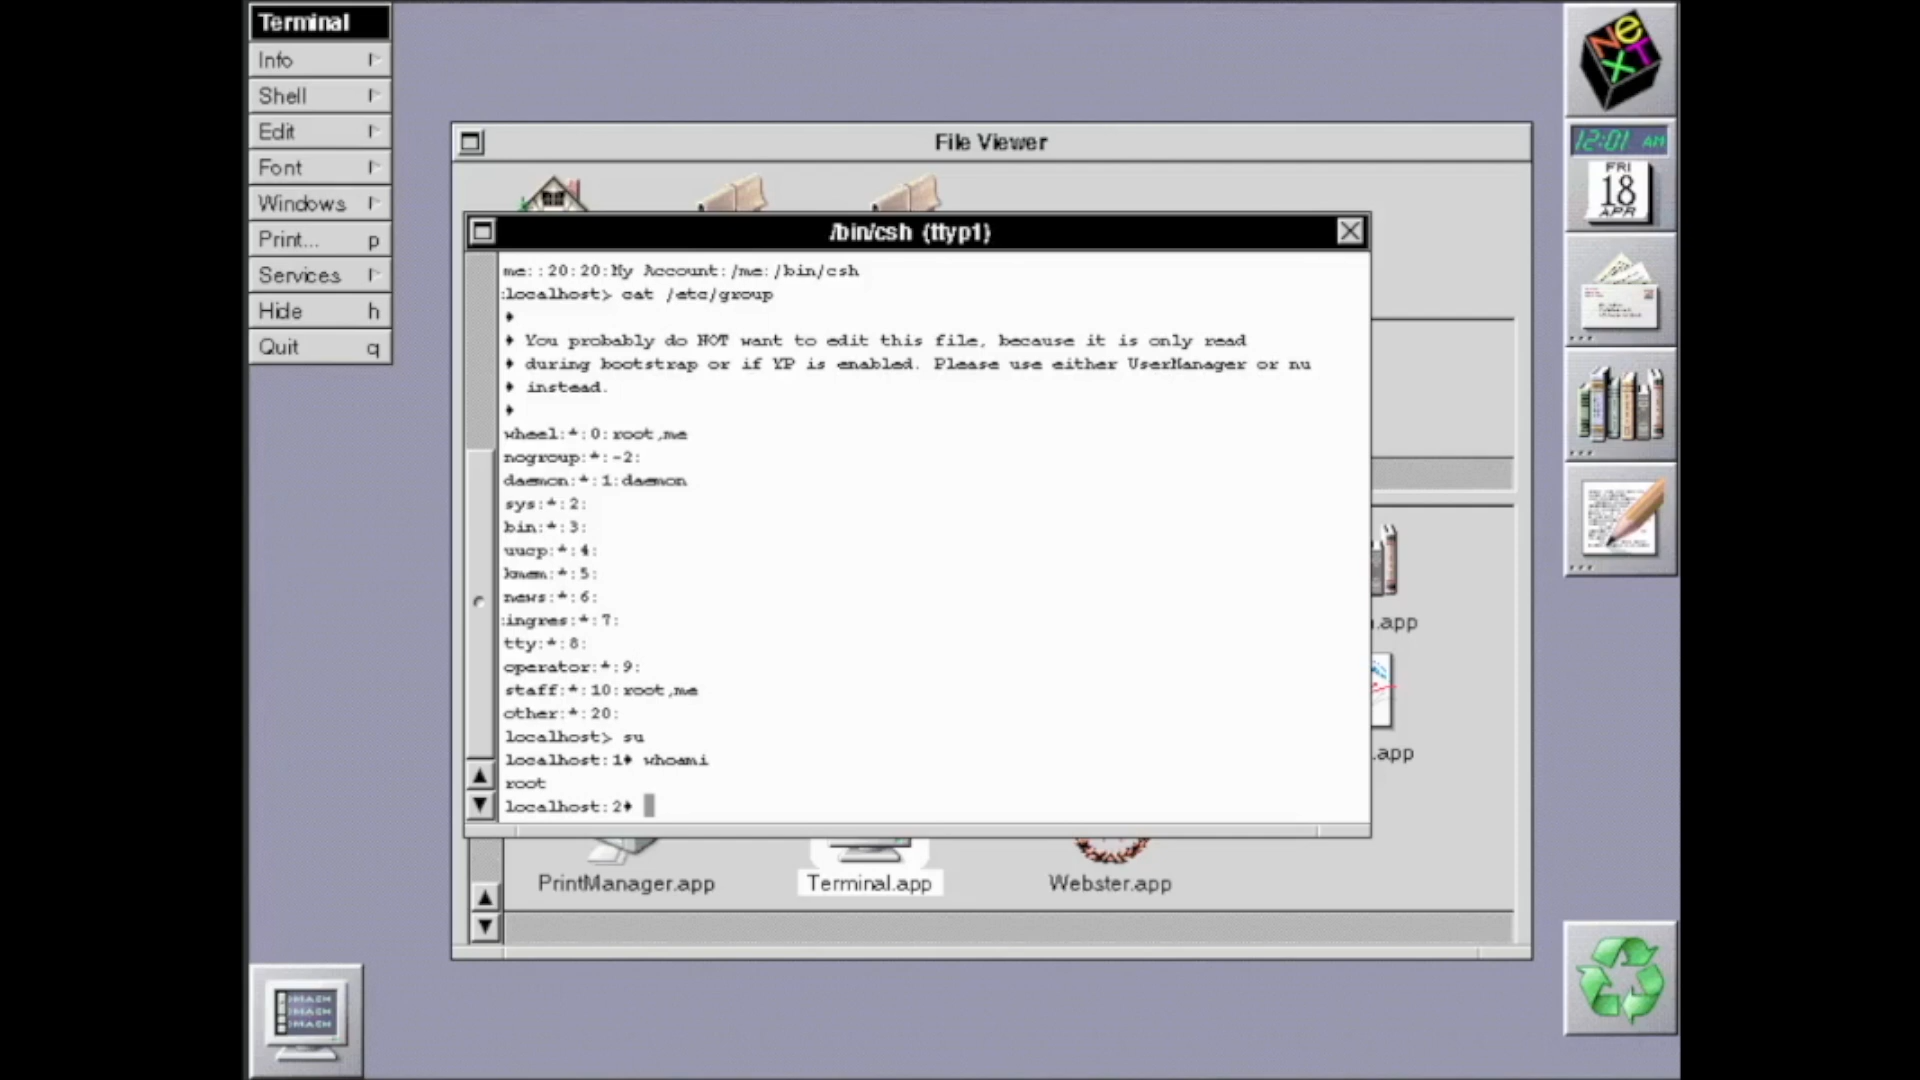 Terminal
Info
Shell
Edit
Font
Windows
Print... p
Services
Hide h
Quit q
File Viewer
/bin/csh (ttyp1)
me::20:20:My Account:/me:/bin/csh
localhost> cat /etc/group
#
# You probably do NOT want to edit this file, because it is only read
# during bootstrap or if YP is enabled. Please use either UserManager or nu
# instead.
#
wheel:*:0:root,me
nogroup:*:-2:
daemon:*:1:daemon
sys:*:2:
bin:*:3:
uucp:*:4:
kmem:*:5:
news:*:6:
ingres:*:7:
tty:*:8:
operator:*:9:
staff:*:10:root,me
other:*:20:
localhost> su
localhost:1# whoami
root
localhost:2#
.app
.app
PrintManager.app
Terminal.app
Webster.app
NeXT
12:01 AM
FRI
18
APR